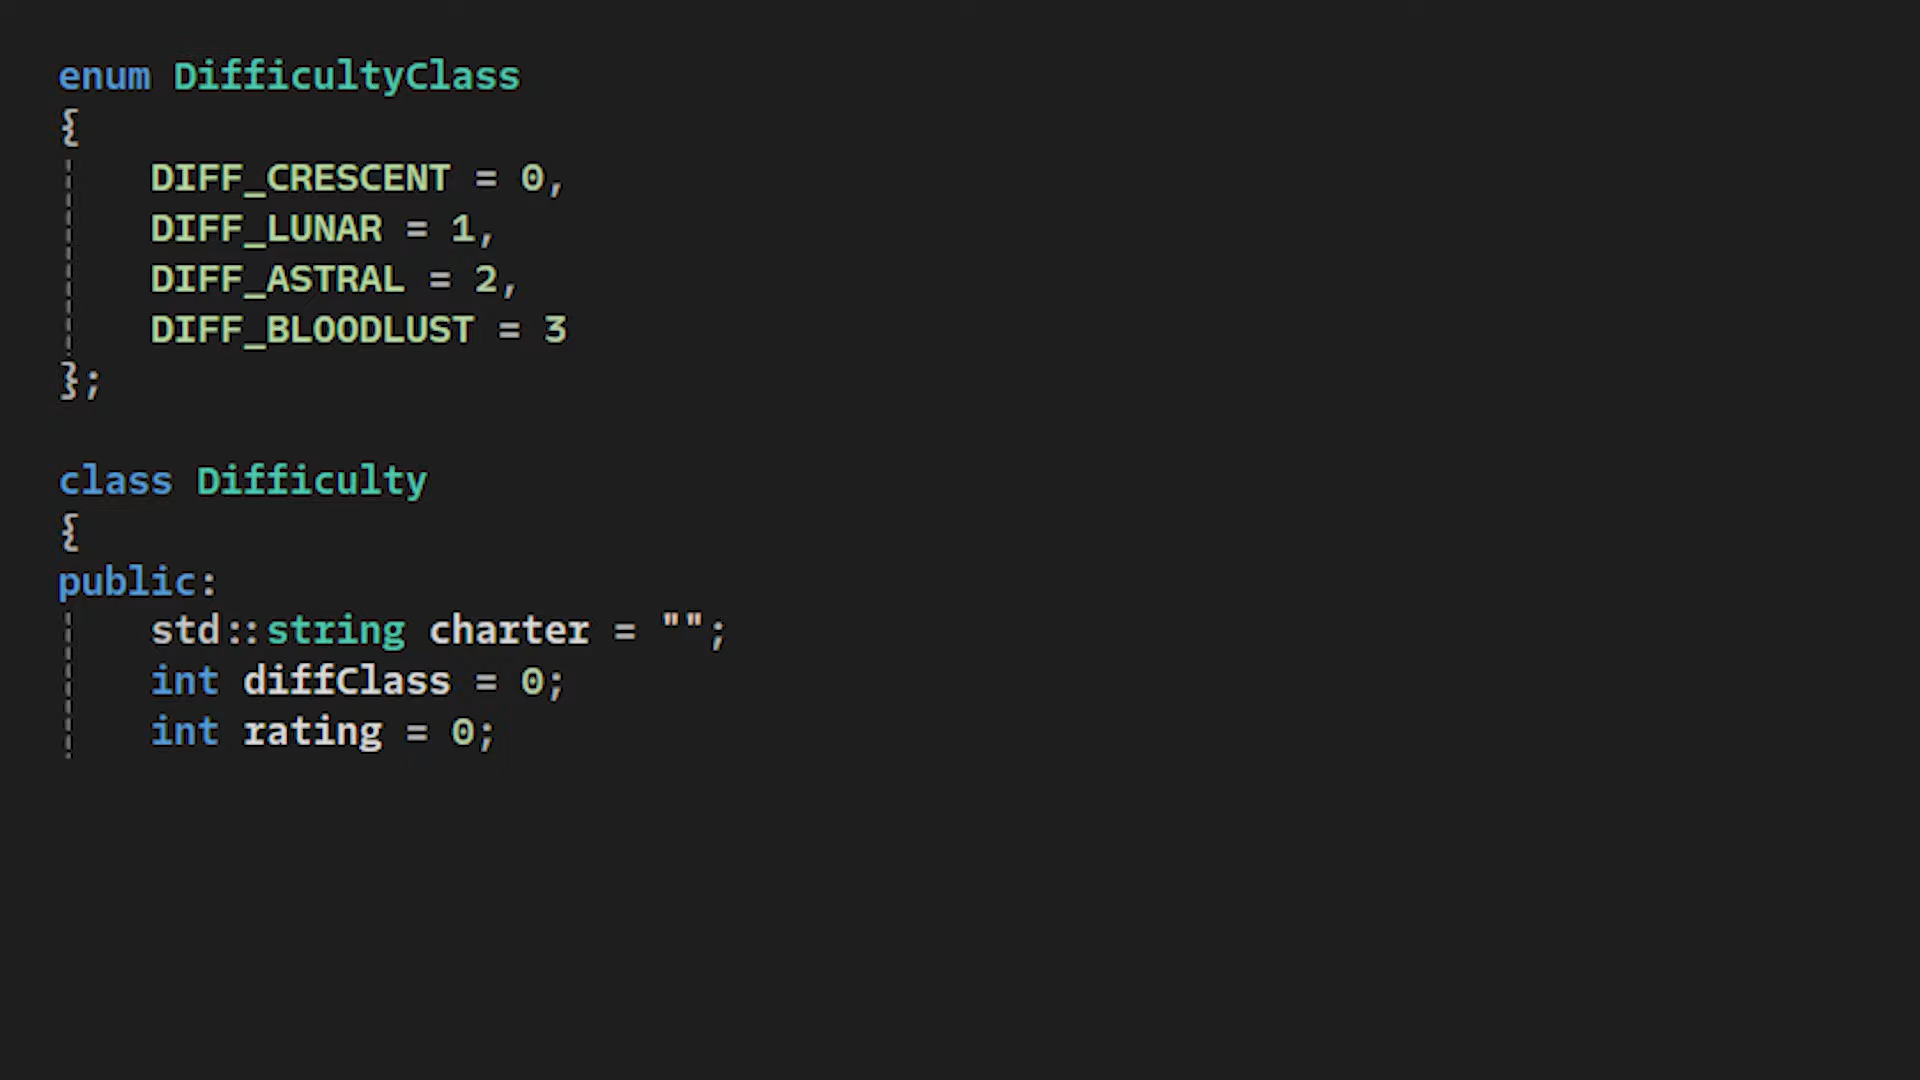 enum DifficultyClass
{
    DIFF_CRESCENT = 0,
    DIFF_LUNAR = 1,
    DIFF_ASTRAL = 2,
    DIFF_BLOODLUST = 3
};
class Difficulty
{
public:
    std::string charter = "";
    int diffClass = 0;
    int rating = 0;